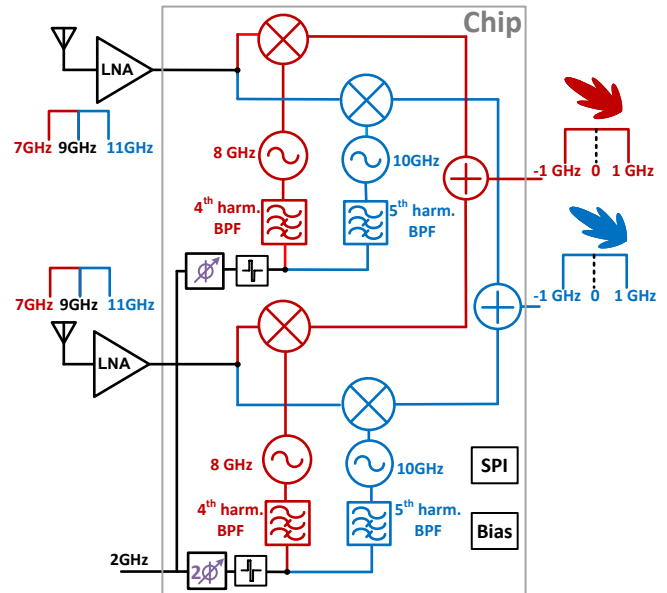 Chip
LNA
7GHz 9GHz 11GHz
8 GHz
10GHz
4th harm.
BPF
5th harm.
BPF
ϕ
+
-1 GHz 0 1 GHz
+
-1 GHz 0 1 GHz
7GHz 9GHz 11GHz
LNA
8 GHz
10GHz
4th harm.
BPF
5th harm.
BPF
SPI
Bias
2GHz
2ϕ